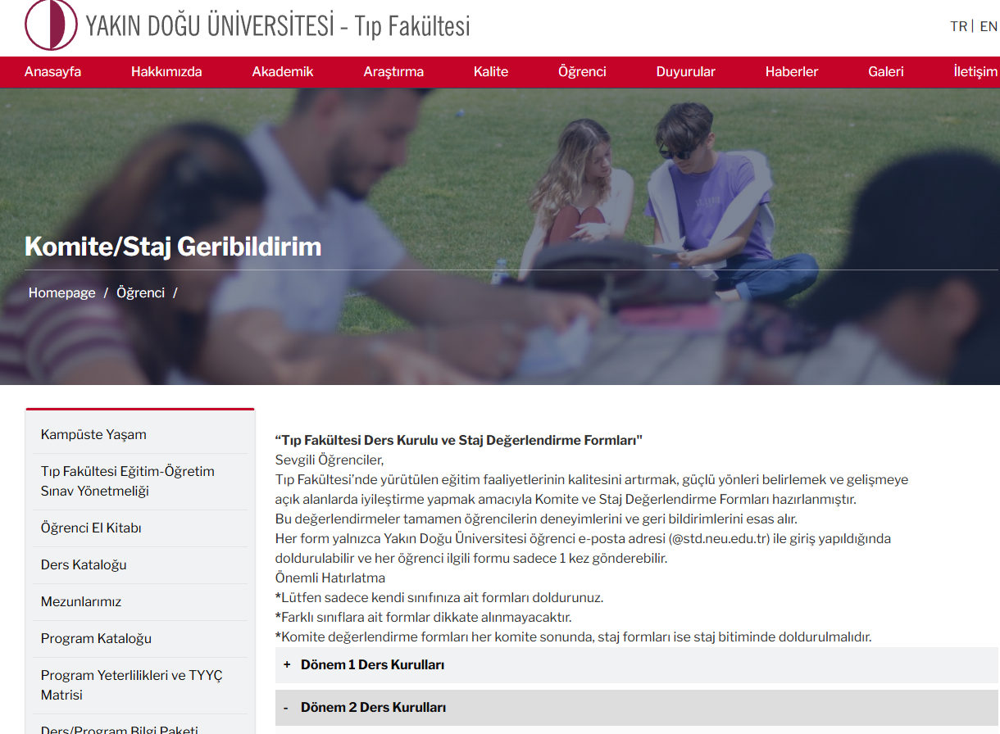 YAKIN DOĞU ÜNİVERSİTESİ - Tıp Fakültesi
TR | EN
Anasayfa Hakkımızda Akademik Araştırma Kalite Öğrenci Duyurular Haberler Galeri İletişim
Komite/Staj Geribildirim
Homepage / Öğrenci /
Kampüste Yaşam
Tıp Fakültesi Eğitim-Öğretim
Sınav Yönetmeliği
Öğrenci El Kitabı
Ders Kataloğu
Mezunlarımız
Program Kataloğu
Program Yeterlilikleri ve TYYÇ
Matrisi
Ders/Program Bilgi Paketi
“Tıp Fakültesi Ders Kurulu ve Staj Değerlendirme Formları"
Sevgili Öğrenciler,
Tıp Fakültesi’nde yürütülen eğitim faaliyetlerinin kalitesini artırmak, güçlü yönleri belirlemek ve gelişmeye
açık alanlarda iyileştirme yapmak amacıyla Komite ve Staj Değerlendirme Formları hazırlanmıştır.
Bu değerlendirmeler tamamen öğrencilerin deneyimlerini ve geri bildirimlerini esas alır.
Her form yalnızca Yakın Doğu Üniversitesi öğrenci e-posta adresi (@std.neu.edu.tr) ile giriş yapıldığında
doldurulabilir ve her öğrenci ilgili formu sadece 1 kez gönderebilir.
Önemli Hatırlatma
*Lütfen sadece kendi sınıfınıza ait formları doldurunuz.
*Farklı sınıflara ait formlar dikkate alınmayacaktır.
*Komite değerlendirme formları her komite sonunda, staj formları ise staj bitiminde doldurulmalıdır.
+ Dönem 1 Ders Kurulları
- Dönem 2 Ders Kurulları